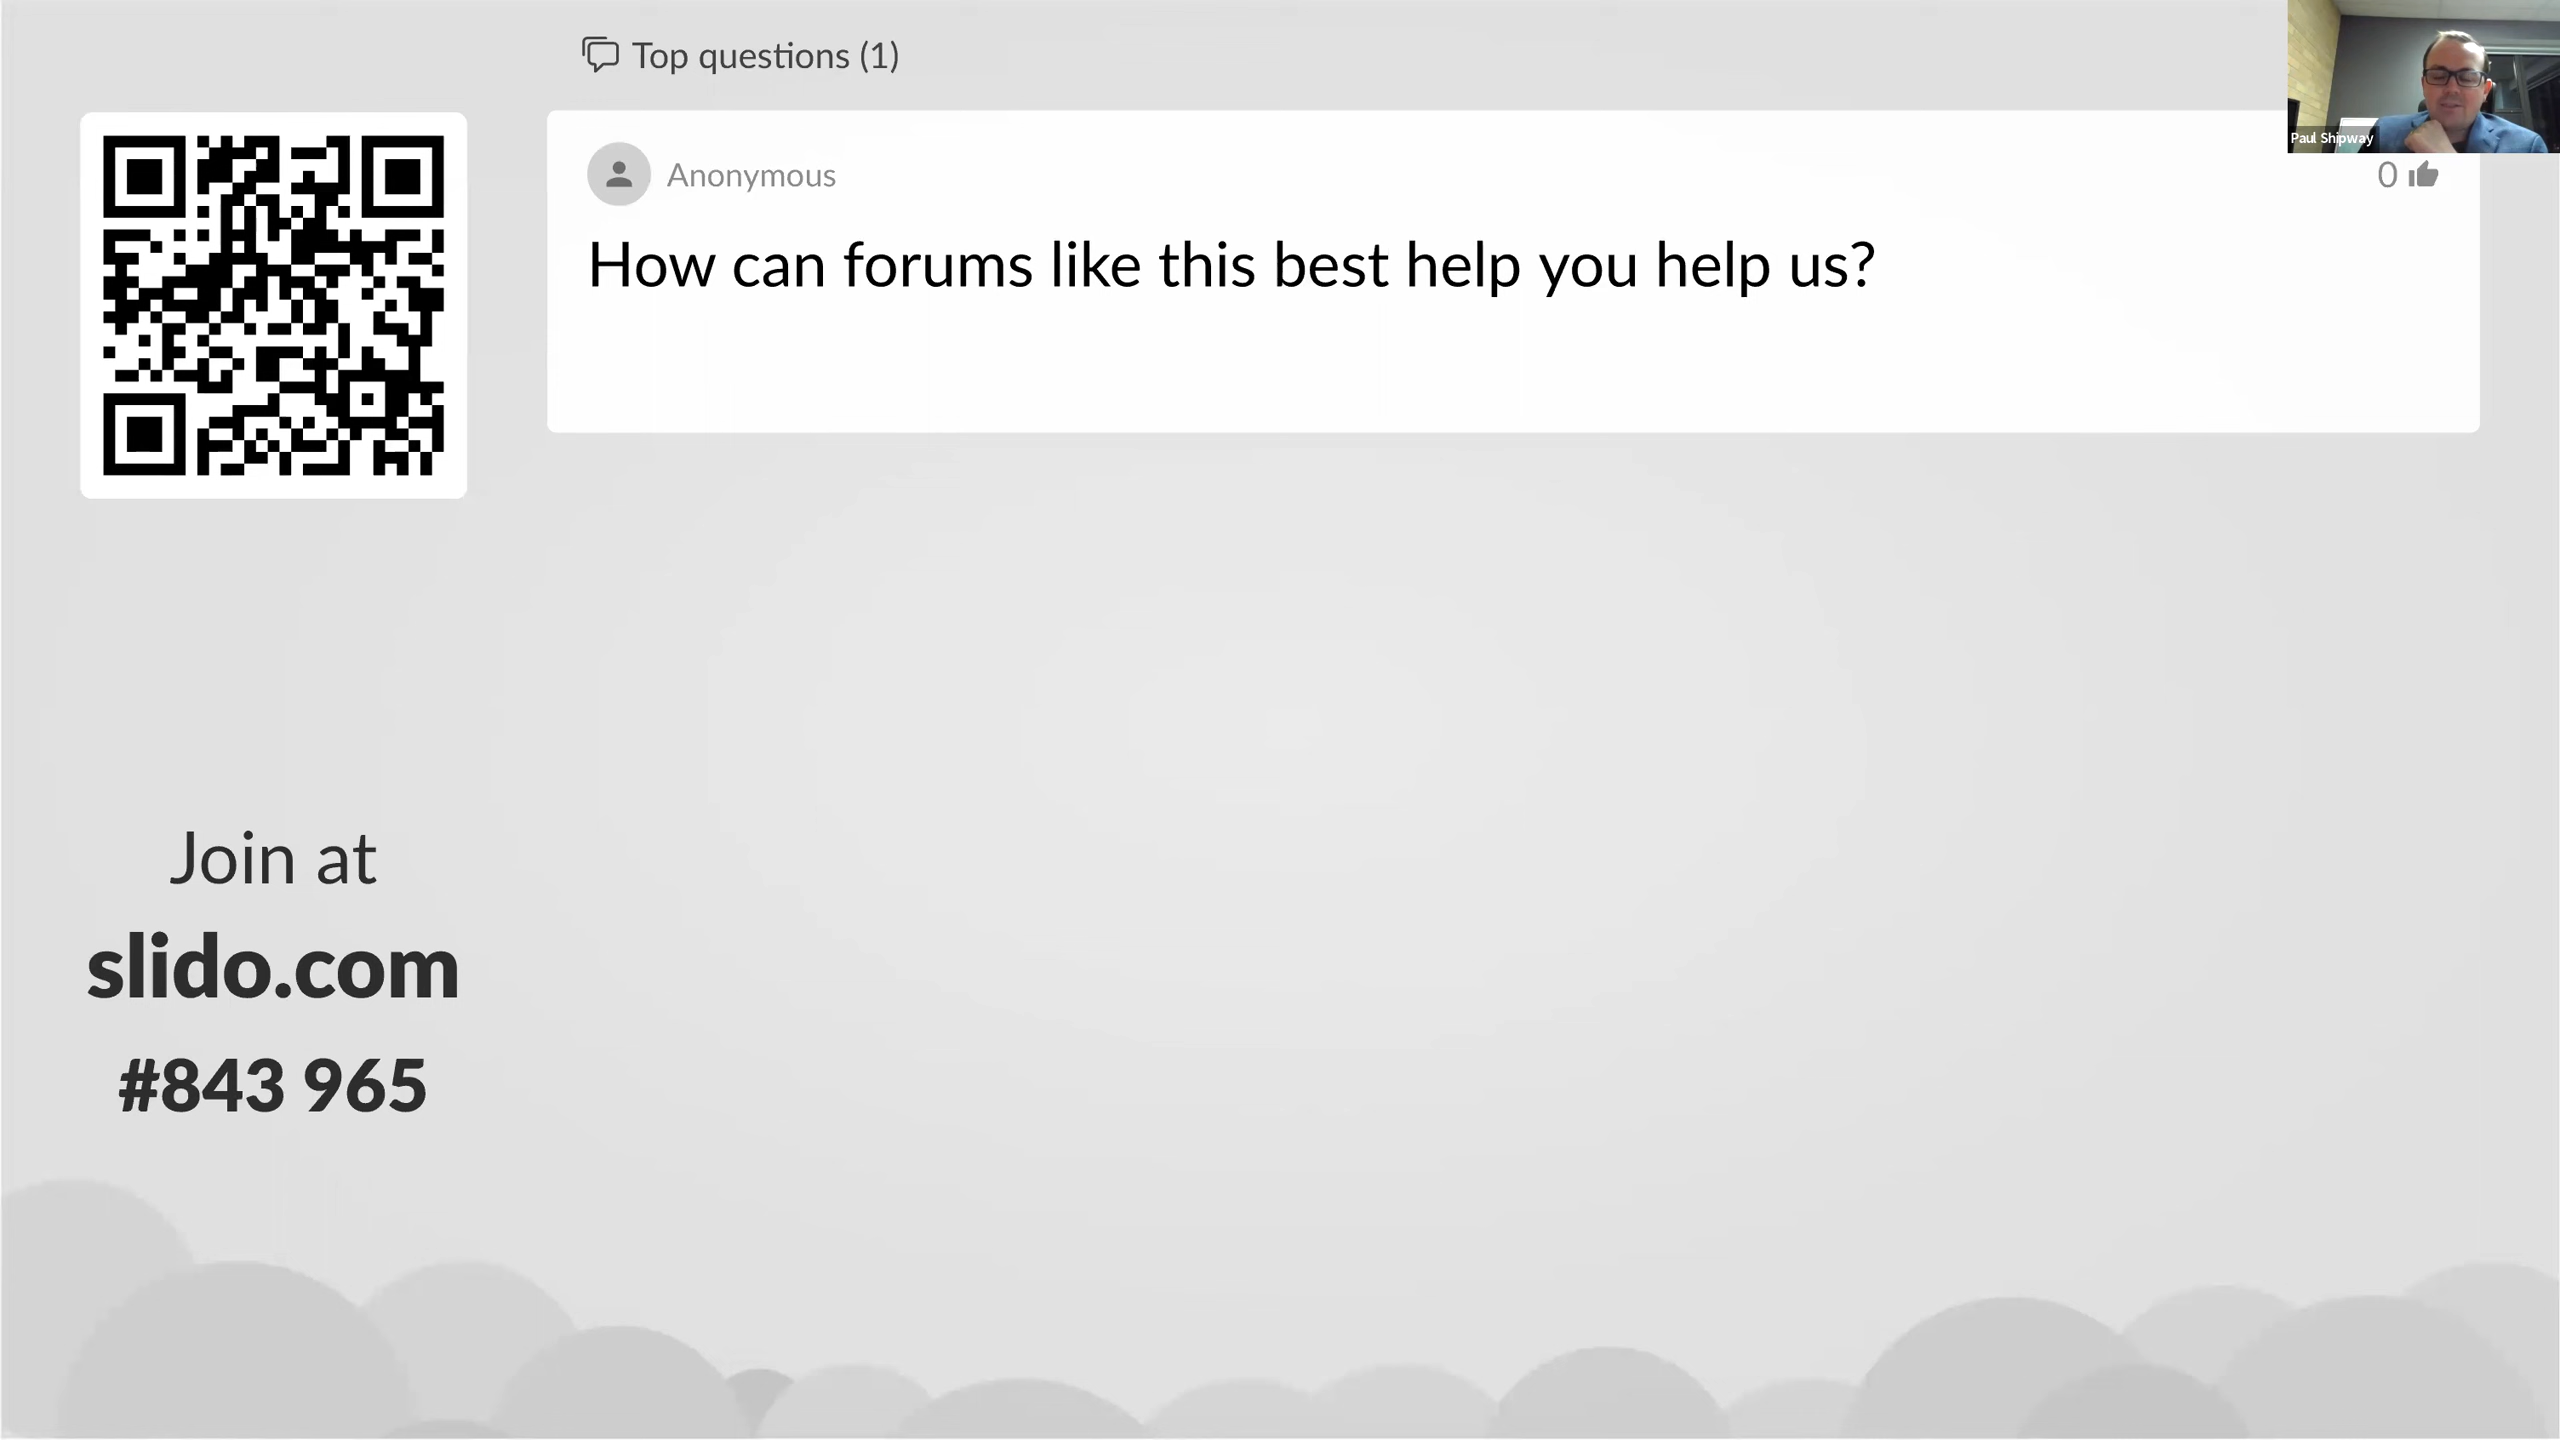 Top questions (1)
Paul Shipway
Anonymous
0
How can forums like this best help you help us?
Join at
slido.com
#843 965